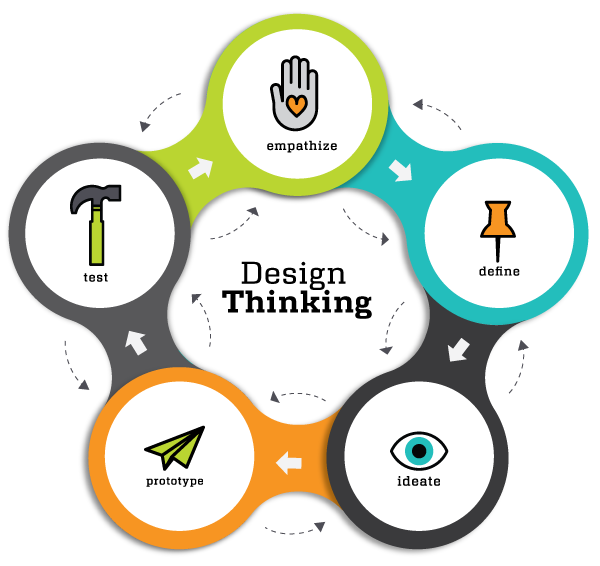 empathize
define
ideate
prototype
test
Design
Thinking